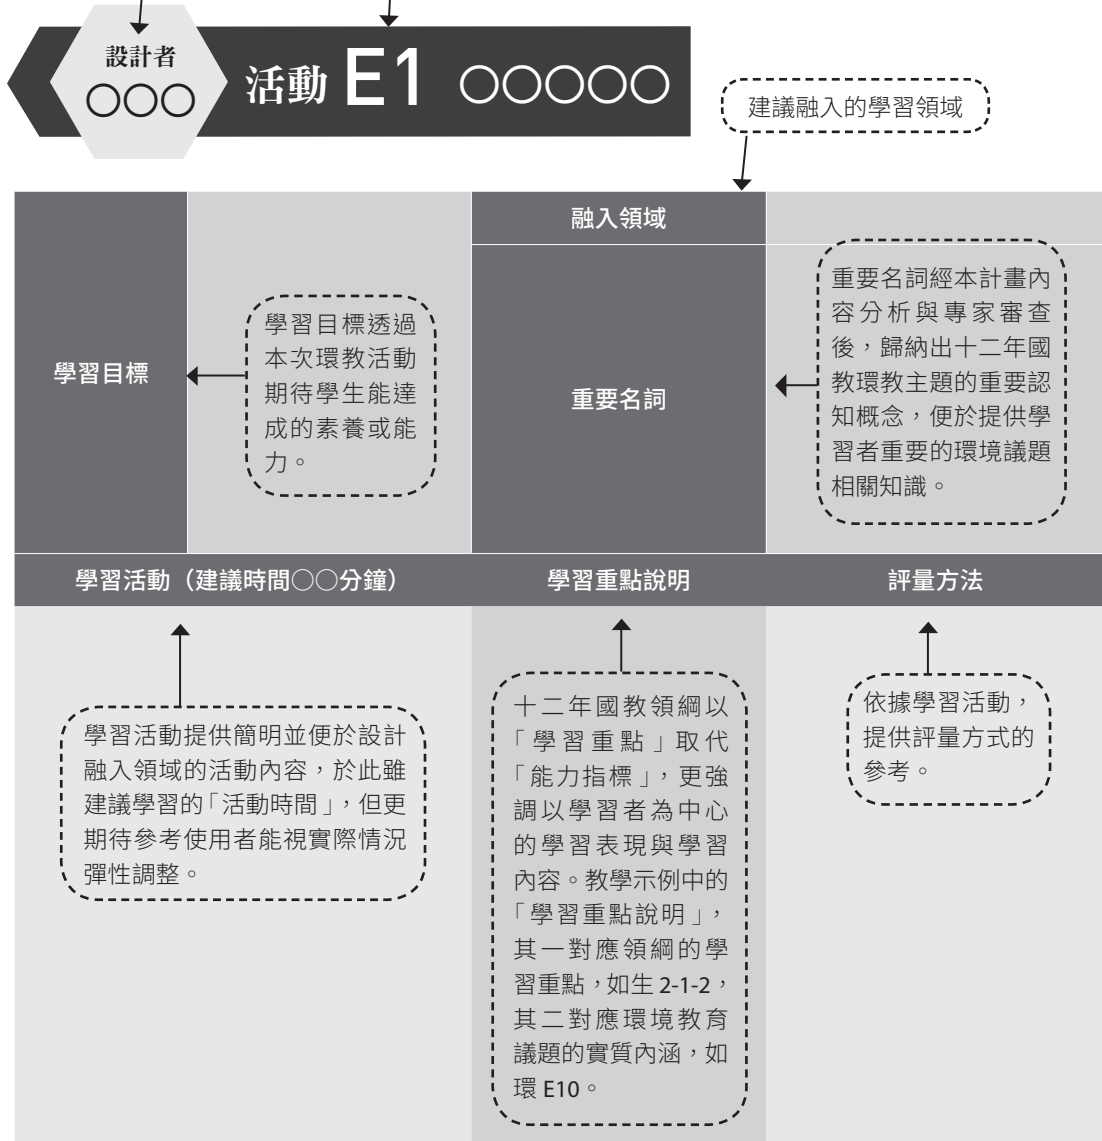 設計者
○○○
活動 E1 ○○○○○
建議融入的學習領域
融入領域
學習目標
學習目標透過
本次環教活動
期待學生能達
成的素養或能
力。
重要名詞
重要名詞經本計畫內
容分析與專家審查
後，歸納出十二年國
教環教主題的重要認
知概念，便於提供學
習者重要的環境議題
相關知識。
學習活動（建議時間○○分鐘）
學習重點說明
評量方法
學習活動提供簡明並便於設計
融入領域的活動內容，於此雖
建議學習的「活動時間」，但更
期待參考使用者能視實際情況
彈性調整。
十二年國教領綱以
「學習重點」取代
「能力指標」，更強
調以學習者為中心
的學習表現與學習
內容。教學示例中的
「學習重點說明」，
其一對應領綱的學
習重點，如生 2-1-2，
其二對應環境教育
議題的實質內涵，如
環 E10。
依據學習活動，
提供評量方式的
參考。